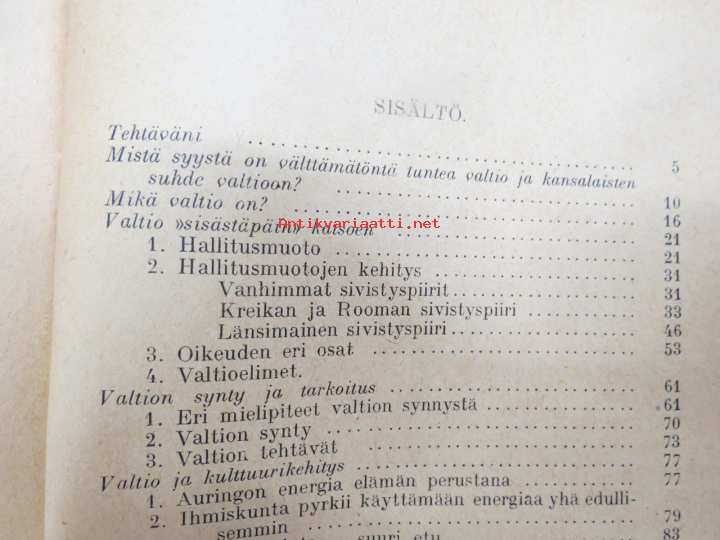 SISÄLTÖ.
Tehtäväni ........................ 5
Mistä syystä on välttämätöntä tuntea valtio ja kansalaisten
suhde valtioon? ........................ 10
Mikä valtio on? ........................ 16
Valtio »sisästäpäin» katsoen ........................ 21
Antikvariaatti.net
1. Hallitusmuoto ........................ 21
2. Hallitusmuotojen kehitys ........................ 31
Vanhimmat sivistyspiirit ........................ 31
Kreikan ja Rooman sivistyspiiri ........................ 33
Länsimainen sivistyspiiri ........................ 46
3. Oikeuden eri osat ........................ 53
4. Valtioelimet.
Valtion synty ja tarkoitus ........................ 61
1. Eri mielipiteet valtion synnystä ........................ 61
2. Valtion synty ........................ 70
3. Valtion tehtävät ........................ 73
Valtio ja kulttuurikehitys ........................ 77
1. Auringon energia elämän perustana ........................ 77
2. Ihmiskunta pyrkii käyttämään energiaa yhä edulli-
semmin ........................ 79
suuri etu ........................ 83